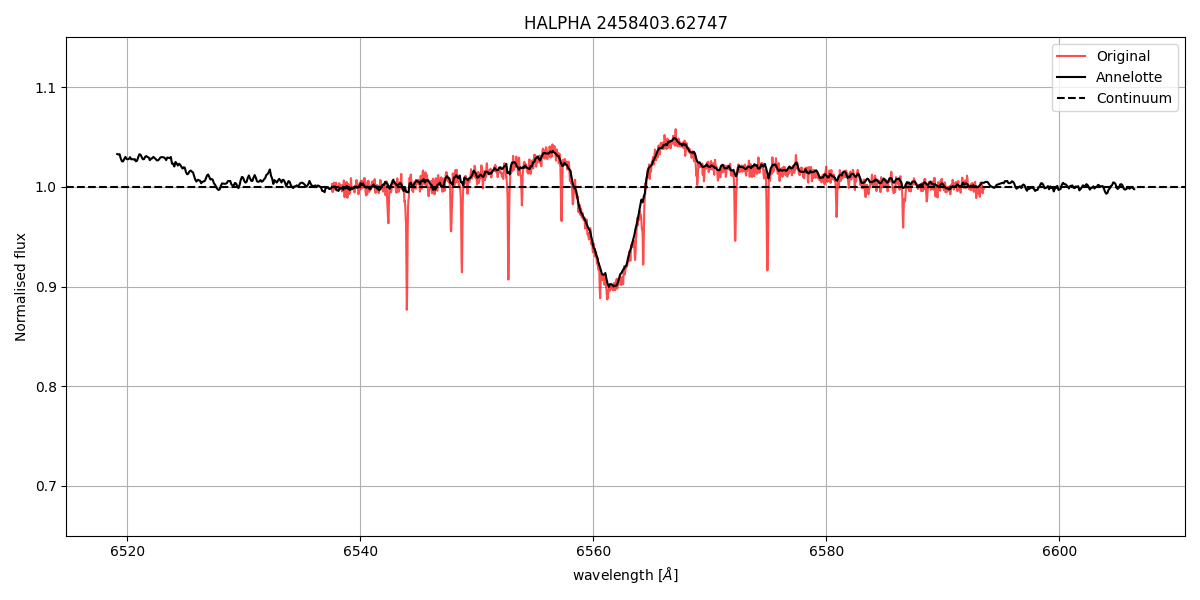 HALPHA 2458403.62747
Original
Annelotte
Continuum
Normalised flux
1.1
1.0
0.9
0.8
0.7
6520 6540 6560 6580 6600
wavelength [Å]